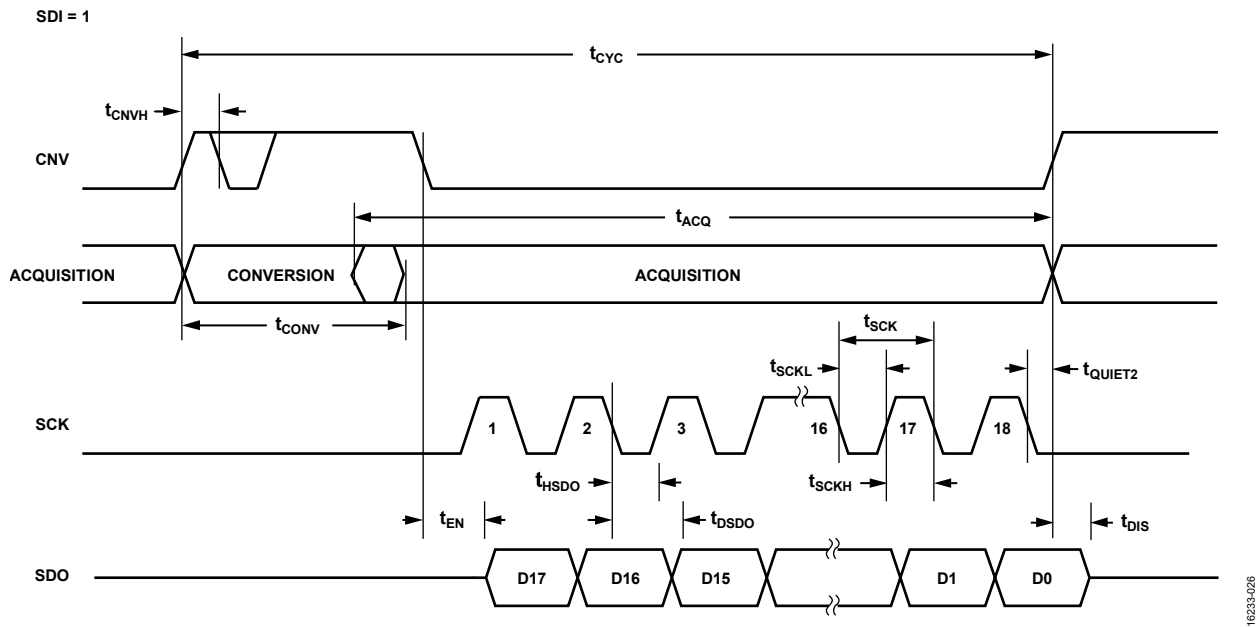 SDI = 1
tCYC
tCNVH
CNV
tACQ
ACQUISITION
CONVERSION
ACQUISITION
tCONV
tSCK
tSCKL
tQUIET2
SCK
1
2
3
16
17
18
tHSDO
tSCKH
tEN
tDSDO
tDIS
SDO
D17
D16
D15
D1
D0
16233-026